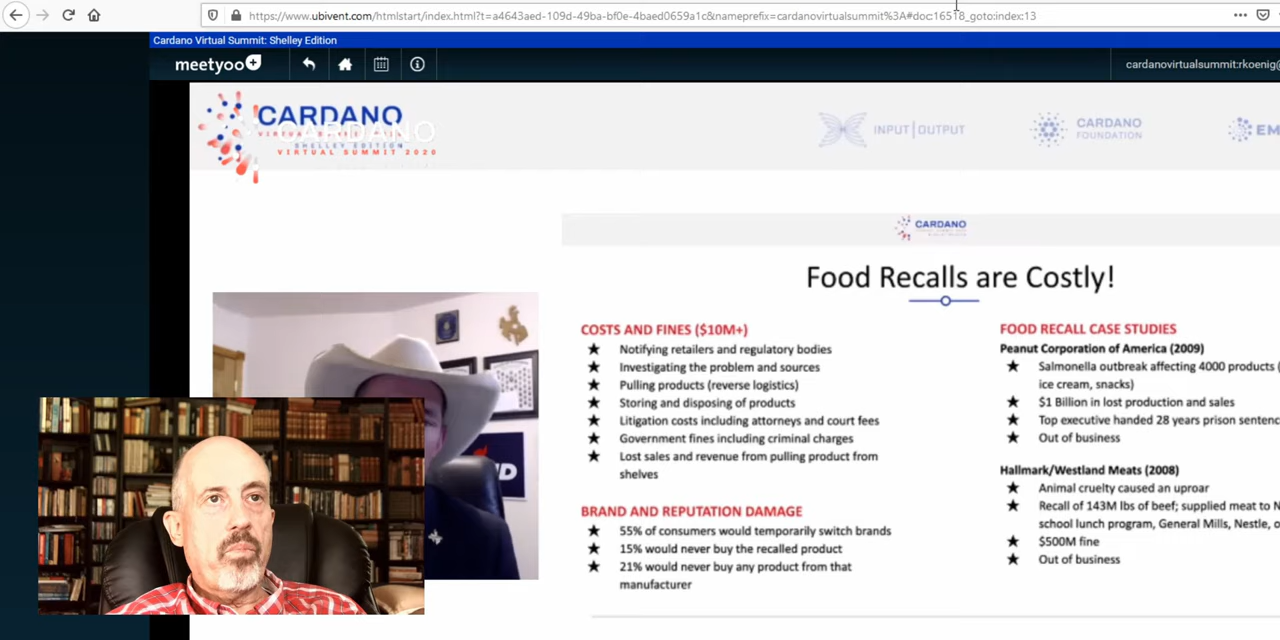 https://www.ubivent.com/htmlstart/index.html?t=a4643aed-109d-49ba-bf0e-4baed0659a1c&nameprefix=cardanovirtualsummit%3A#doc:16518_goto:index:13
Cardano Virtual Summit: Shelley Edition
meetyoo
cardanovirtualsummit:rkoenig@
CARDANO
CARDANO
SHELLEY EDITION
VIRTUAL SUMMIT 2020
INPUT|OUTPUT
CARDANO
FOUNDATION
EM
CARDANO
Food Recalls are Costly!
COSTS AND FINES ($10M+)
★ Notifying retailers and regulatory bodies
★ Investigating the problem and sources
★ Pulling products (reverse logistics)
★ Storing and disposing of products
★ Litigation costs including attorneys and court fees
★ Government fines including criminal charges
★ Lost sales and revenue from pulling product from
shelves
BRAND AND REPUTATION DAMAGE
★ 55% of consumers would temporarily switch brands
★ 15% would never buy the recalled product
★ 21% would never buy any product from that
manufacturer
FOOD RECALL CASE STUDIES
Peanut Corporation of America (2009)
★ Salmonella outbreak affecting 4000 products (
ice cream, snacks)
★ $1 Billion in lost production and sales
★ Top executive handed 28 years prison sentenc
★ Out of business
Hallmark/Westland Meats (2008)
★ Animal cruelty caused an uproar
★ Recall of 143M lbs of beef; supplied meat to N
school lunch program, General Mills, Nestle, o
★ $500M fine
★ Out of business